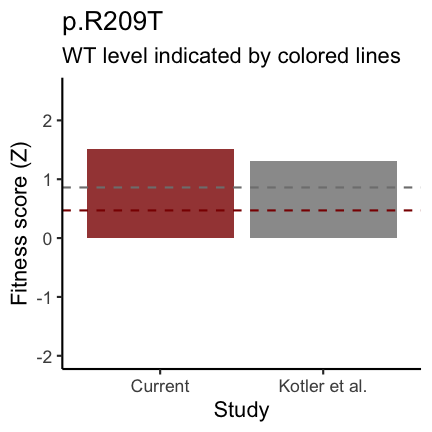 p.R209T
WT level indicated by colored lines
Fitness score (Z)
2
1
0
-1
-2
Current
Kotler et al.
Study